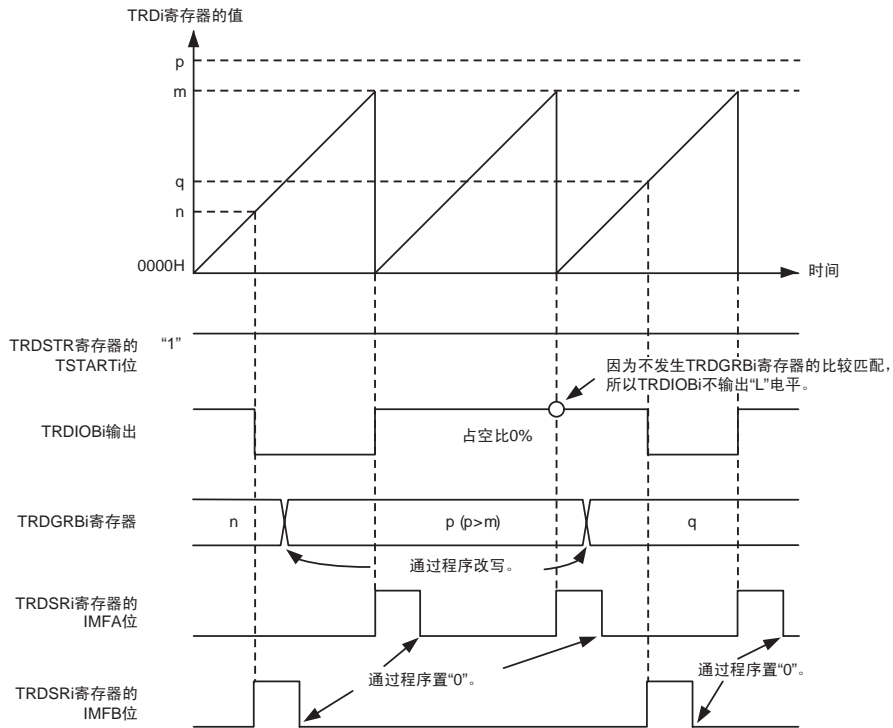 TRDi寄存器的值
p
m
q
n
0000H
时间
TRDSTR寄存器的
TSTARTi位
“1”
因为不发生TRDGRBi寄存器的比较匹配，
所以TRDIOBi不输出“L”电平。
TRDIOBi输出
占空比0%
TRDGRBi寄存器
n
p (p>m)
q
通过程序改写。
TRDSRi寄存器的
IMFA位
通过程序置“0”。
通过程序置“0”。
TRDSRi寄存器的
IMFB位